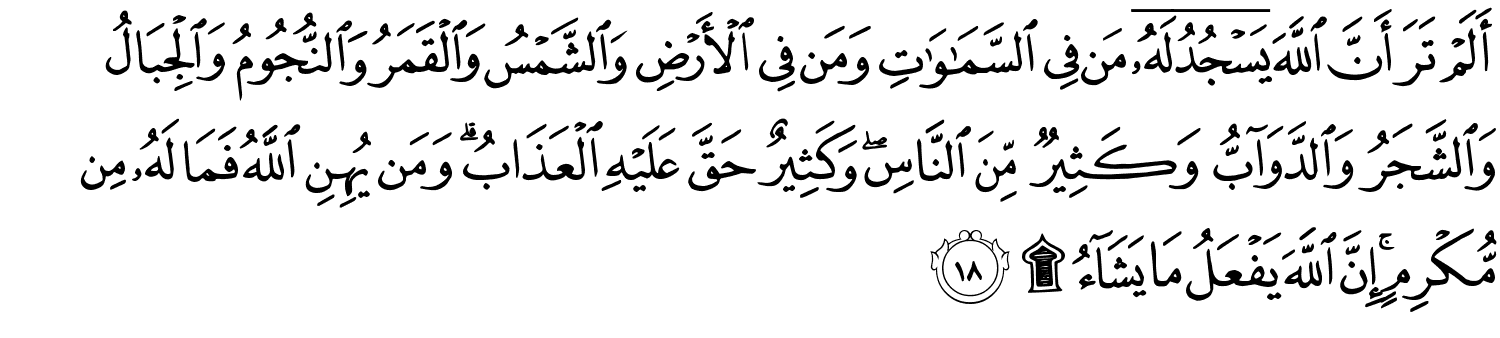 أَلَمْ تَرَ أَنَّ ٱللَّهَ يَسْجُدُ لَهُۥ مَن فِى ٱلسَّمَـٰوَٰتِ وَمَن فِى ٱلْأَرْضِ وَٱلشَّمْسُ وَٱلْقَمَرُ وَٱلنُّجُومُ وَٱلْجِبَالُ
وَٱلشَّجَرُ وَٱلدَّوَآبُّ وَكَثِيرٌ مِّنَ ٱلنَّاسِ ۖ وَكَثِيرٌ حَقَّ عَلَيْهِ ٱلْعَذَابُ ۗ وَمَن يُهِنِ ٱللَّهُ فَمَا لَهُۥ مِن
مُّكْرِمٍ ۚ إِنَّ ٱللَّهَ يَفْعَلُ مَا يَشَآءُ ۩ ١٨